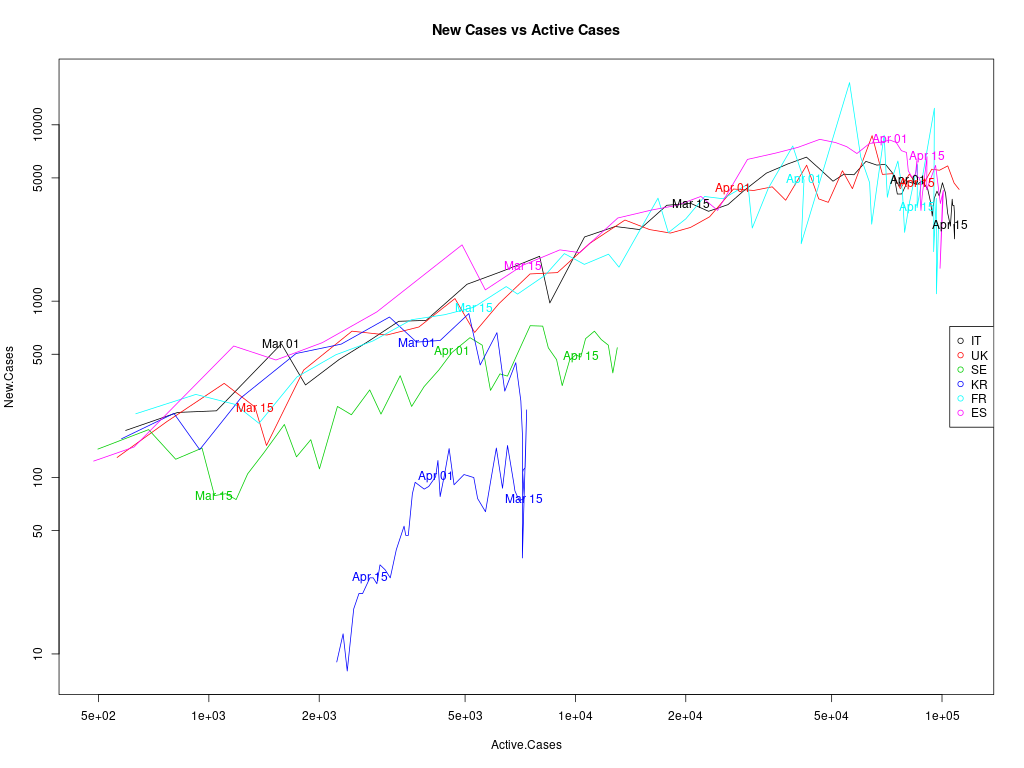 New Cases vs Active Cases
New.Cases
10000
5000
1000
500
100
50
10
Apr 01
Apr 15
Apr 01
Apr 01
Apr 15
Apr 01
Mar 15
Apr 15
Apr 15
Mar 15
Mar 15
Mar 01
Mar 01
Apr 01
Apr 15
Mar 15
Apr 01
Mar 15
Mar 15
Apr 15
IT
UK
SE
KR
FR
ES
5e+02
1e+03
2e+03
5e+03
1e+04
2e+04
5e+04
1e+05
Active.Cases